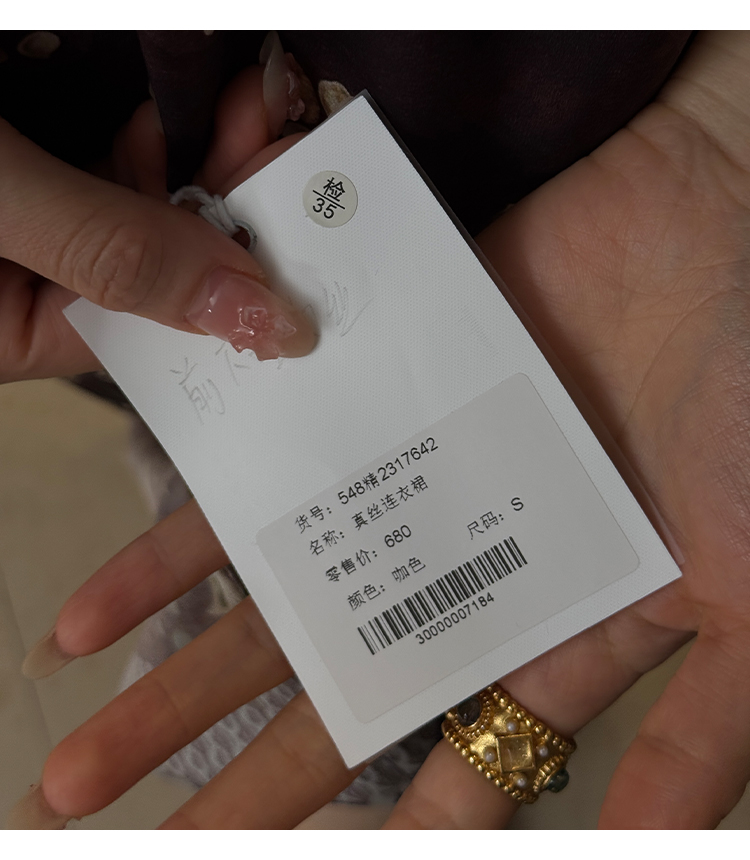 检
35
前
货号：548精2317642
名称：真丝连衣裙
零售价：680
尺码：S
颜色：咖色
30000007184